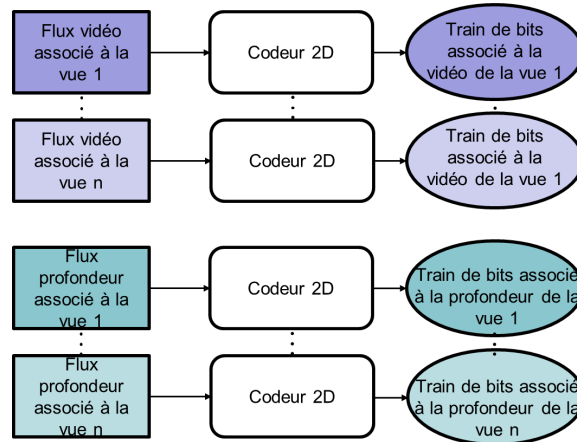 Flux vidéo
associé à la
vue 1
Codeur 2D
Train de bits
associé à la
vidéo de la vue 1
Flux vidéo
associé à la
vue n
Codeur 2D
Train de bits
associé à la
vidéo de la vue 1
Flux
profondeur
associé à la
vue 1
Codeur 2D
Train de bits associé
à la profondeur de la
vue 1
Flux
profondeur
associé à la
vue n
Codeur 2D
Train de bits associé
à la profondeur de la
vue n